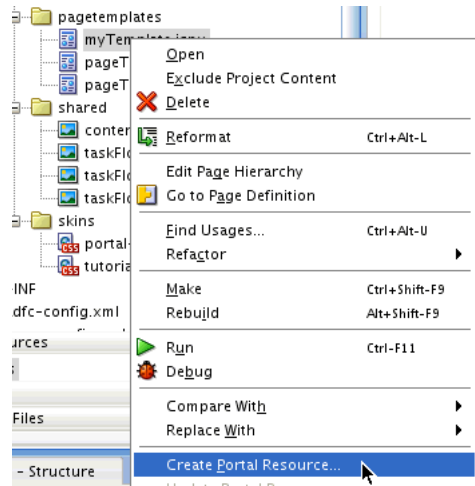 pagetemplates
myTemplate.jspx
pageT
pageT
shared
conter
taskFlo
taskFlo
taskFlo
skins
portal-
tutoria
-INF
dfc-config.xml
urces
Files
- Structure
Open
Exclude Project Content
Delete
Reformat Ctrl+Alt-L
Edit Page Hierarchy
Go to Page Definition
Find Usages... Ctrl+Alt-U
Refactor
Make Ctrl+Shift-F9
Rebuild Alt+Shift-F9
Run Ctrl-F11
Debug
Compare With
Replace With
Create Portal Resource...